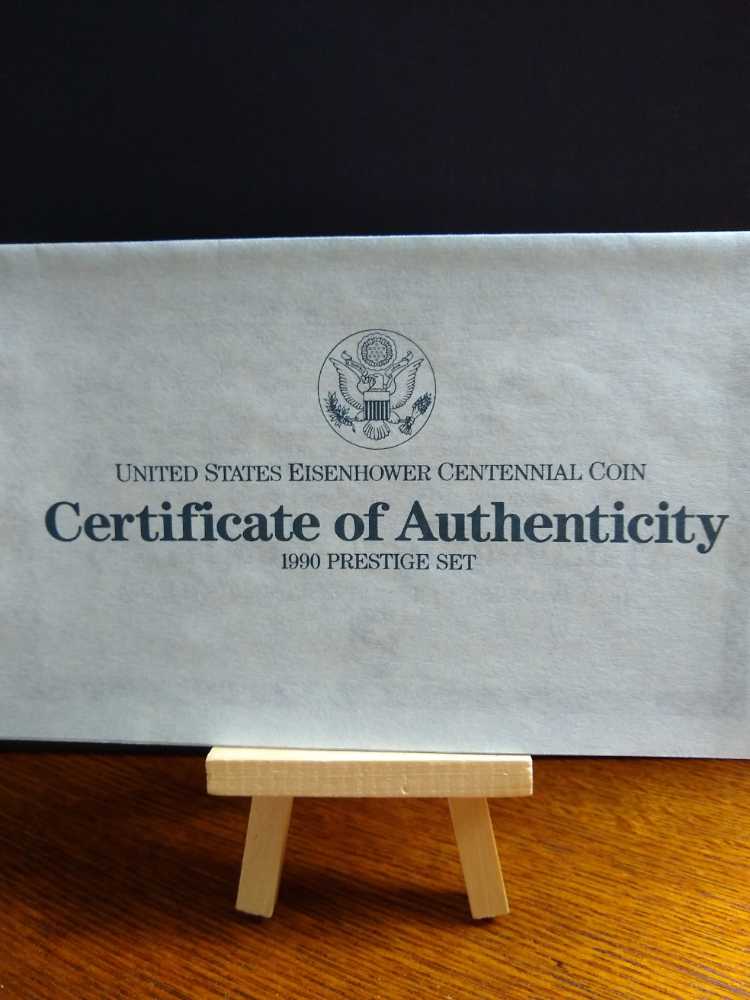 United States Eisenhower Centennial Coin
Certificate of Authenticity
1990 PRESTIGE SET